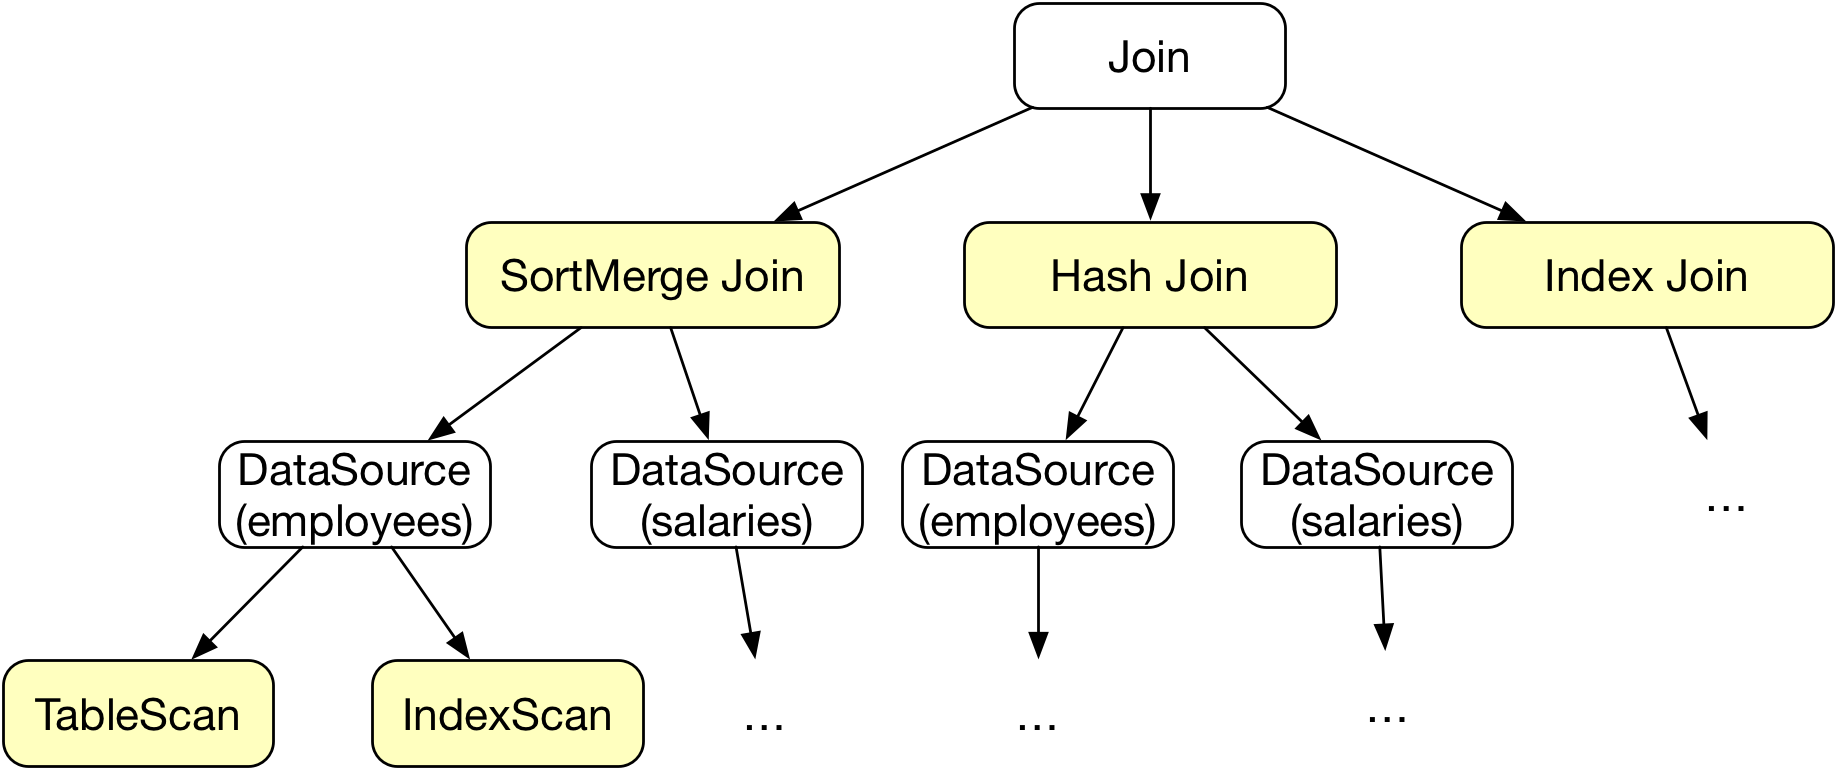 Join
SortMerge Join
Hash Join
Index Join
DataSource
(employees)
DataSource
(salaries)
DataSource
(employees)
DataSource
(salaries)
...
TableScan
IndexScan
...
...
...